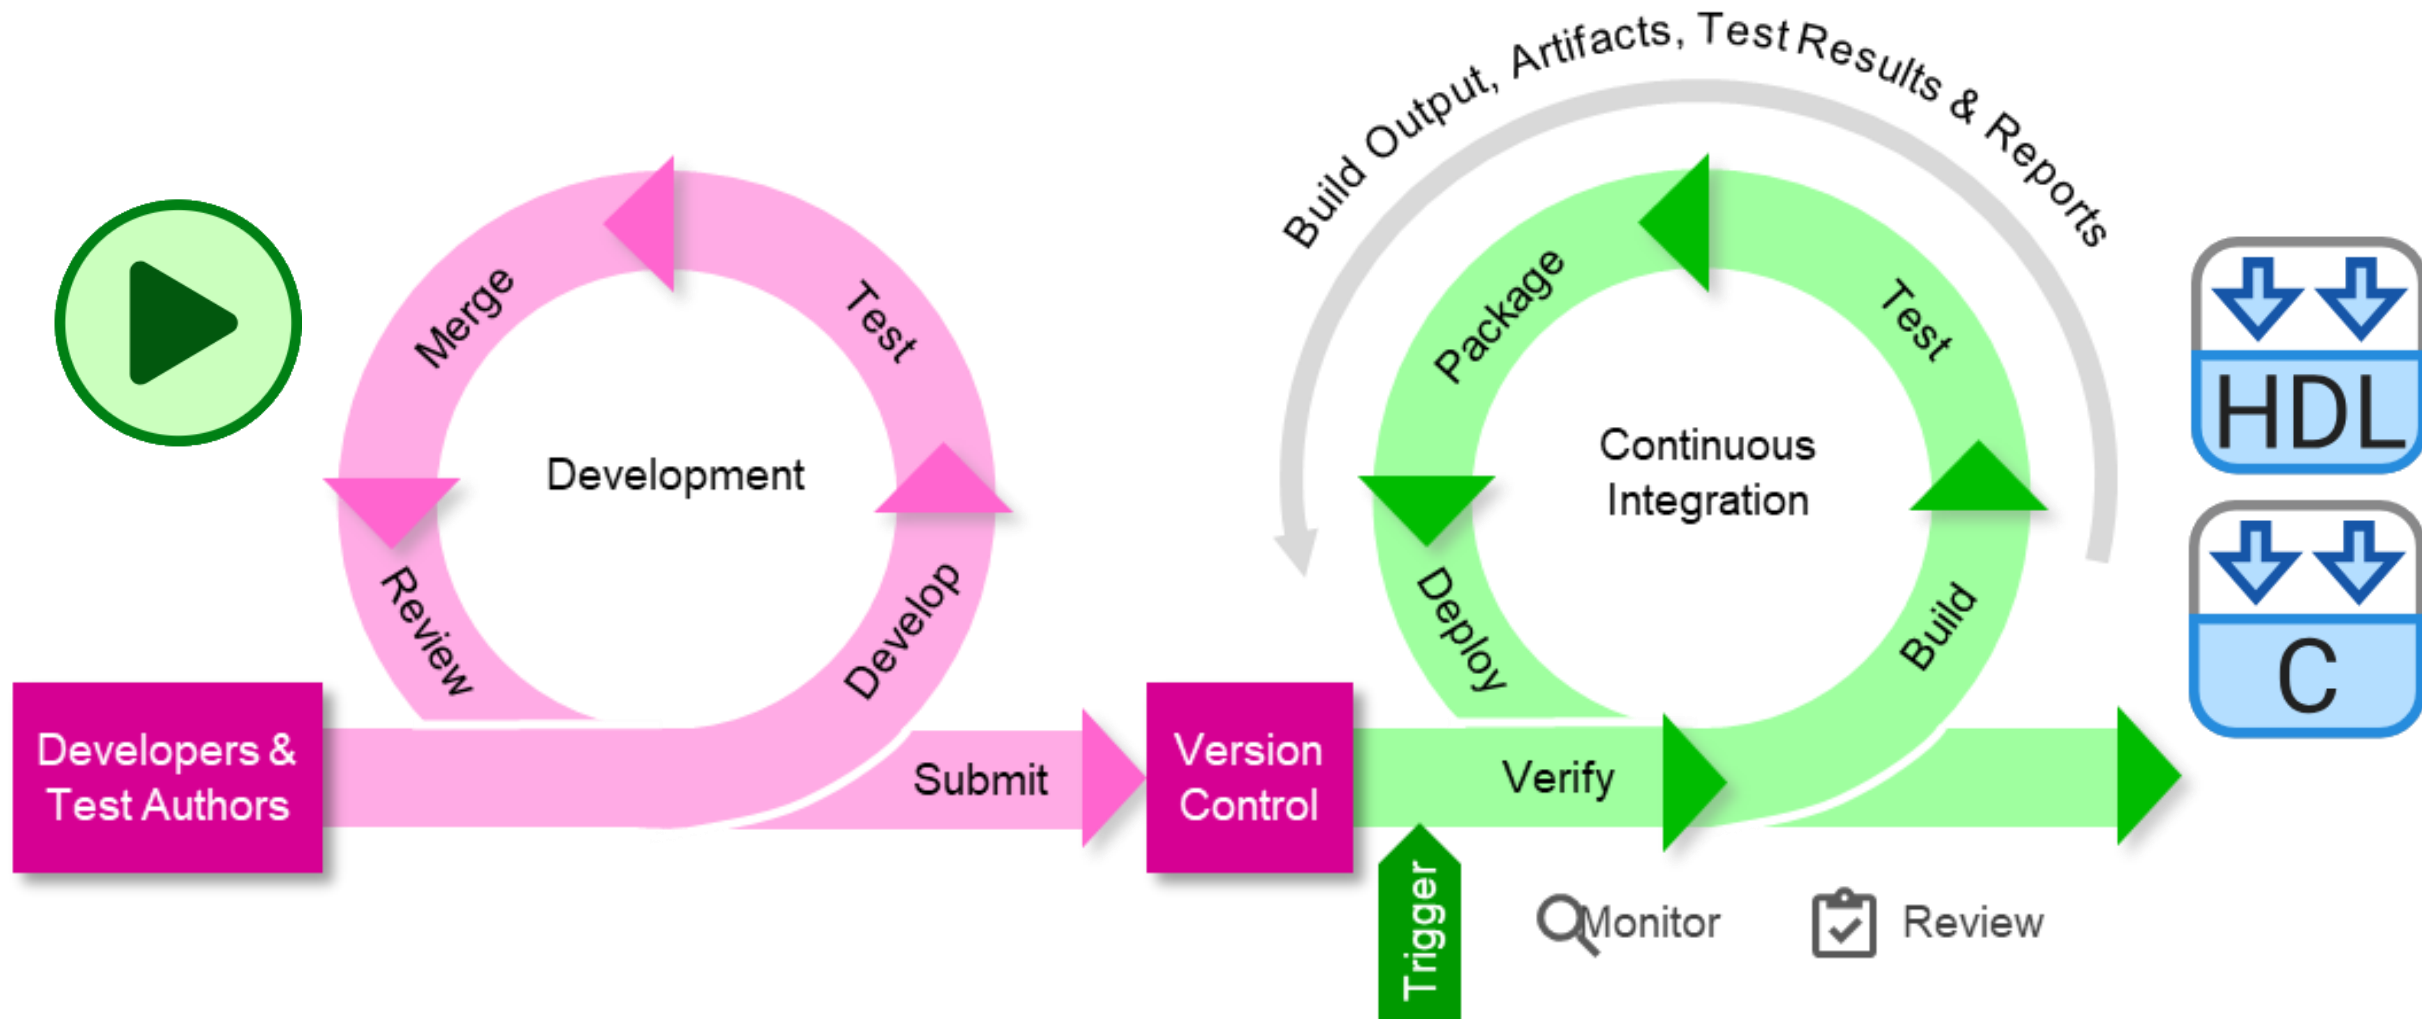 Build Output, Artifacts, Test Results & Reports
Merge
Test
Development
Review
Develop
Developers &
Test Authors
Submit
Version
Control
Package
Test
Continuous
Integration
Deploy
Build
Verify
Trigger
Monitor
Review
HDL
C